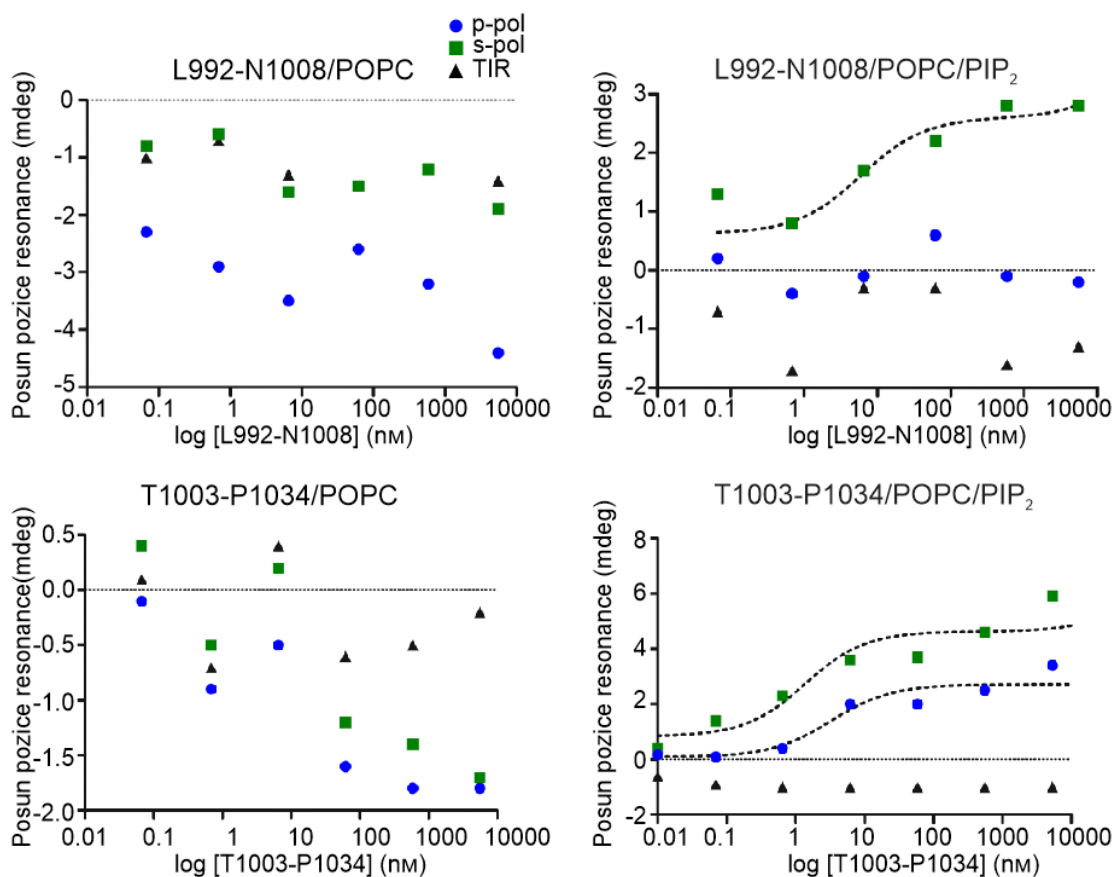 p-pol
s-pol
TIR
L992-N1008/POPC
Posun pozice resonance (mdeg)
0
-1
-2
-3
-4
-5
0.01 0.1 1 10 100 1000 10000
log [L992-N1008] (nM)
L992-N1008/POPC/PIP2
Posun pozice resonance (mdeg)
3
2
1
0
-1
-2
0.01 0.1 1 10 100 1000 10000
log [L992-N1008] (nM)
T1003-P1034/POPC
Posun pozice resonance(mdeg)
0.5
0.0
-0.5
-1.0
-1.5
-2.0
0.01 0.1 1 10 100 1000 10000
log [T1003-P1034] (nM)
T1003-P1034/POPC/PIP2
Posun pozice resonance (mdeg)
8
6
4
2
0
-2
0.01 0.1 1 10 100 1000 10000
log [T1003-P1034] (nM)